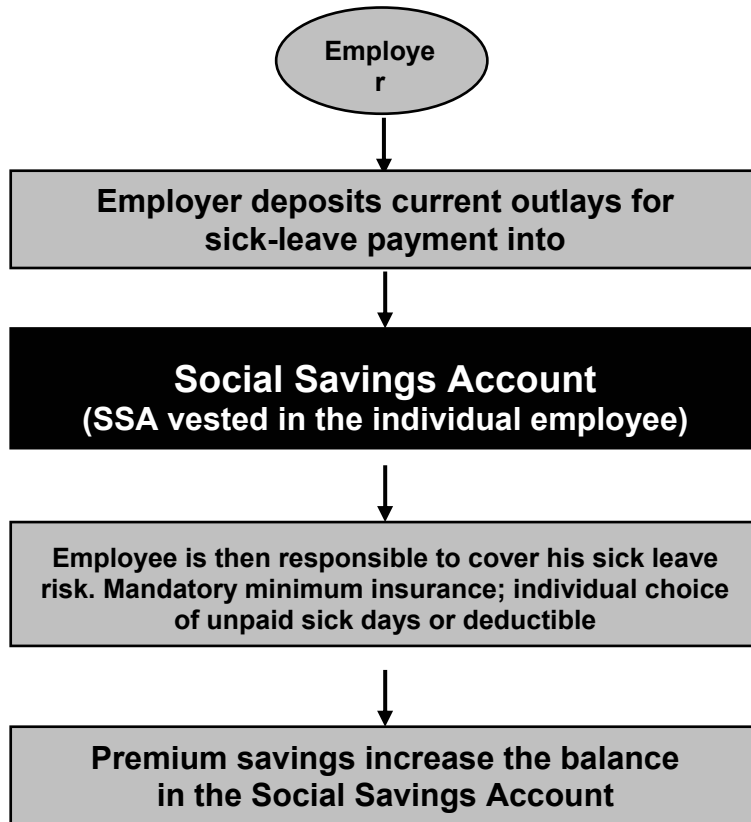 Employe
r
Employer deposits current outlays for
sick-leave payment into
Social Savings Account
(SSA vested in the individual employee)
Employee is then responsible to cover his sick leave
risk. Mandatory minimum insurance; individual choice
of unpaid sick days or deductible
Premium savings increase the balance
in the Social Savings Account